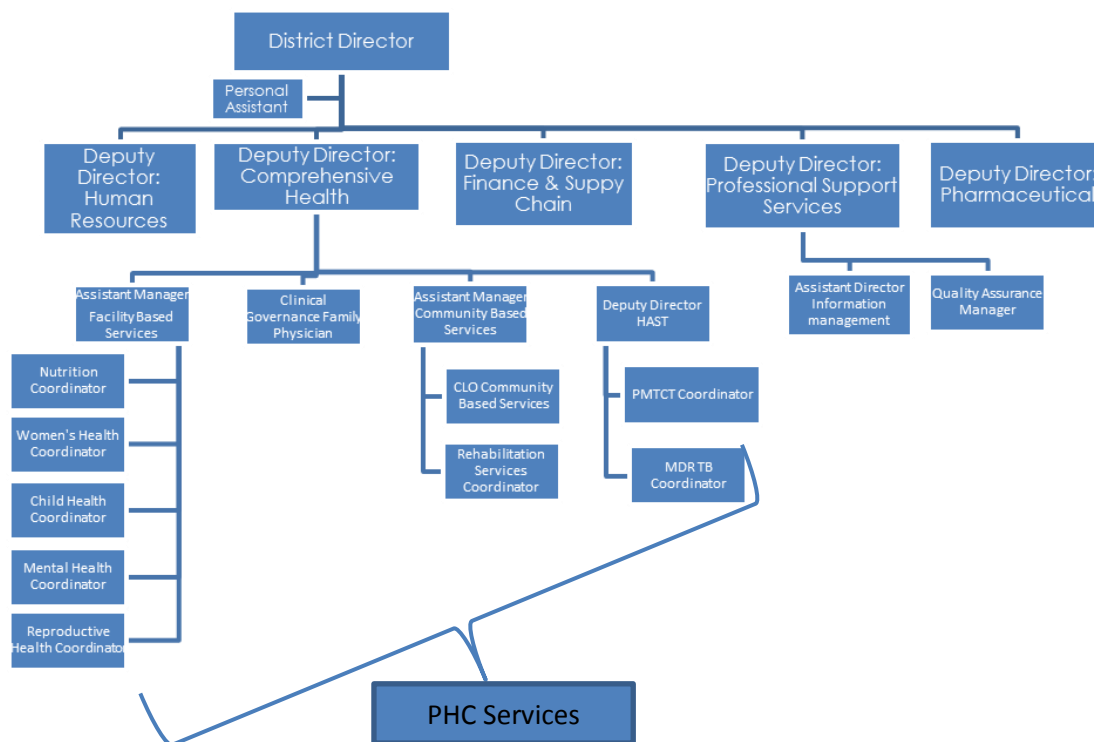 District Director
Personal
Assistant
Deputy
Director:
Human
Resources
Deputy Director:
Comprehensive
Health
Deputy Director:
Finance & Suppy
Chain
Deputy Director:
Professional Support
Services
Deputy Director:
Pharmaceutical
Assistant Manager
Facility Based
Services
Clinical
Governance Family
Physician
Assistant Manager
Community Based
Services
Deputy Director
HAST
Assistant Director
Information
management
Quality Assurance
Manager
Nutrition
Coordinator
Women's Health
Coordinator
Child Health
Coordinator
Mental Health
Coordinator
Reproductive
Health Coordinator
CLO Community
Based Services
Rehabilitation
Services
Coordinator
PMTCT Coordinator
MDR TB
Coordinator
PHC Services